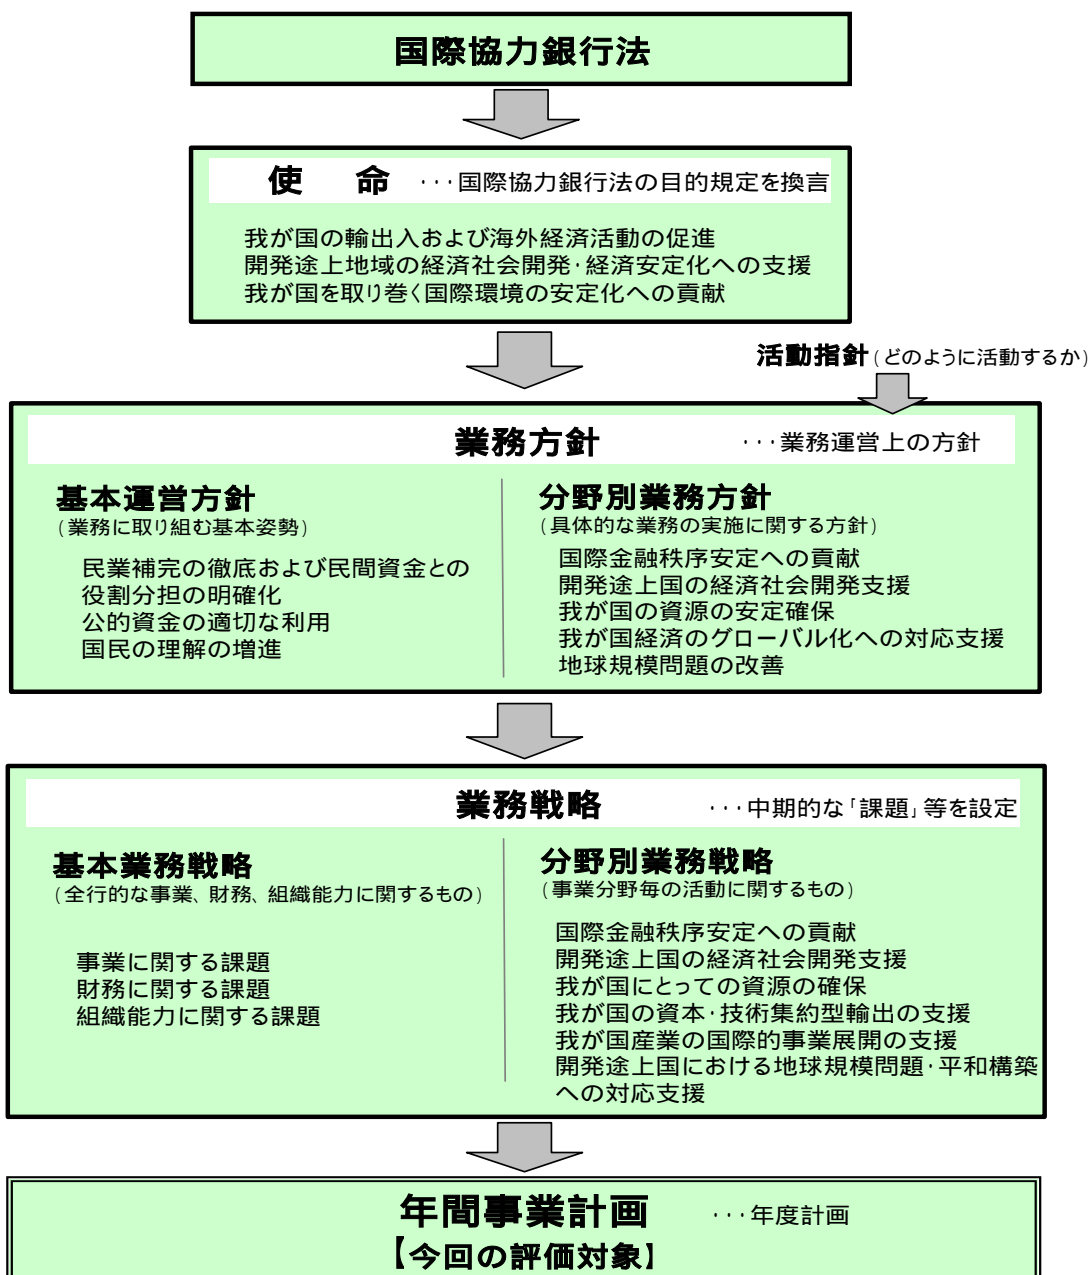 国際協力銀行法
使 命 ･･･国際協力銀行法の目的規定を換言
我が国の輸出入および海外経済活動の促進
開発途上地域の経済社会開発･経済安定化への支援
我が国を取り巻く国際環境の安定化への貢献
活動指針(どのように活動するか)
業務方針 ･･･業務運営上の方針
基本運営方針
(業務に取り組む基本姿勢)
民業補完の徹底および民間資金との
役割分担の明確化
公的資金の適切な利用
国民の理解の増進
分野別業務方針
(具体的な業務の実施に関する方針)
国際金融秩序安定への貢献
開発途上国の経済社会開発支援
我が国の資源の安定確保
我が国経済のグローバル化への対応支援
地球規模問題の改善
業務戦略 ･･･中期的な｢課題｣等を設定
基本業務戦略
(全行的な事業、財務、組織能力に関するもの)
事業に関する課題
財務に関する課題
組織能力に関する課題
分野別業務戦略
(事業分野毎の活動に関するもの)
国際金融秩序安定への貢献
開発途上国の経済社会開発支援
我が国にとっての資源の確保
我が国の資本･技術集約型輸出の支援
我が国産業の国際的事業展開の支援
開発途上国における地球規模問題･平和構築
への対応支援
年間事業計画 ･･･年度計画
【今回の評価対象】